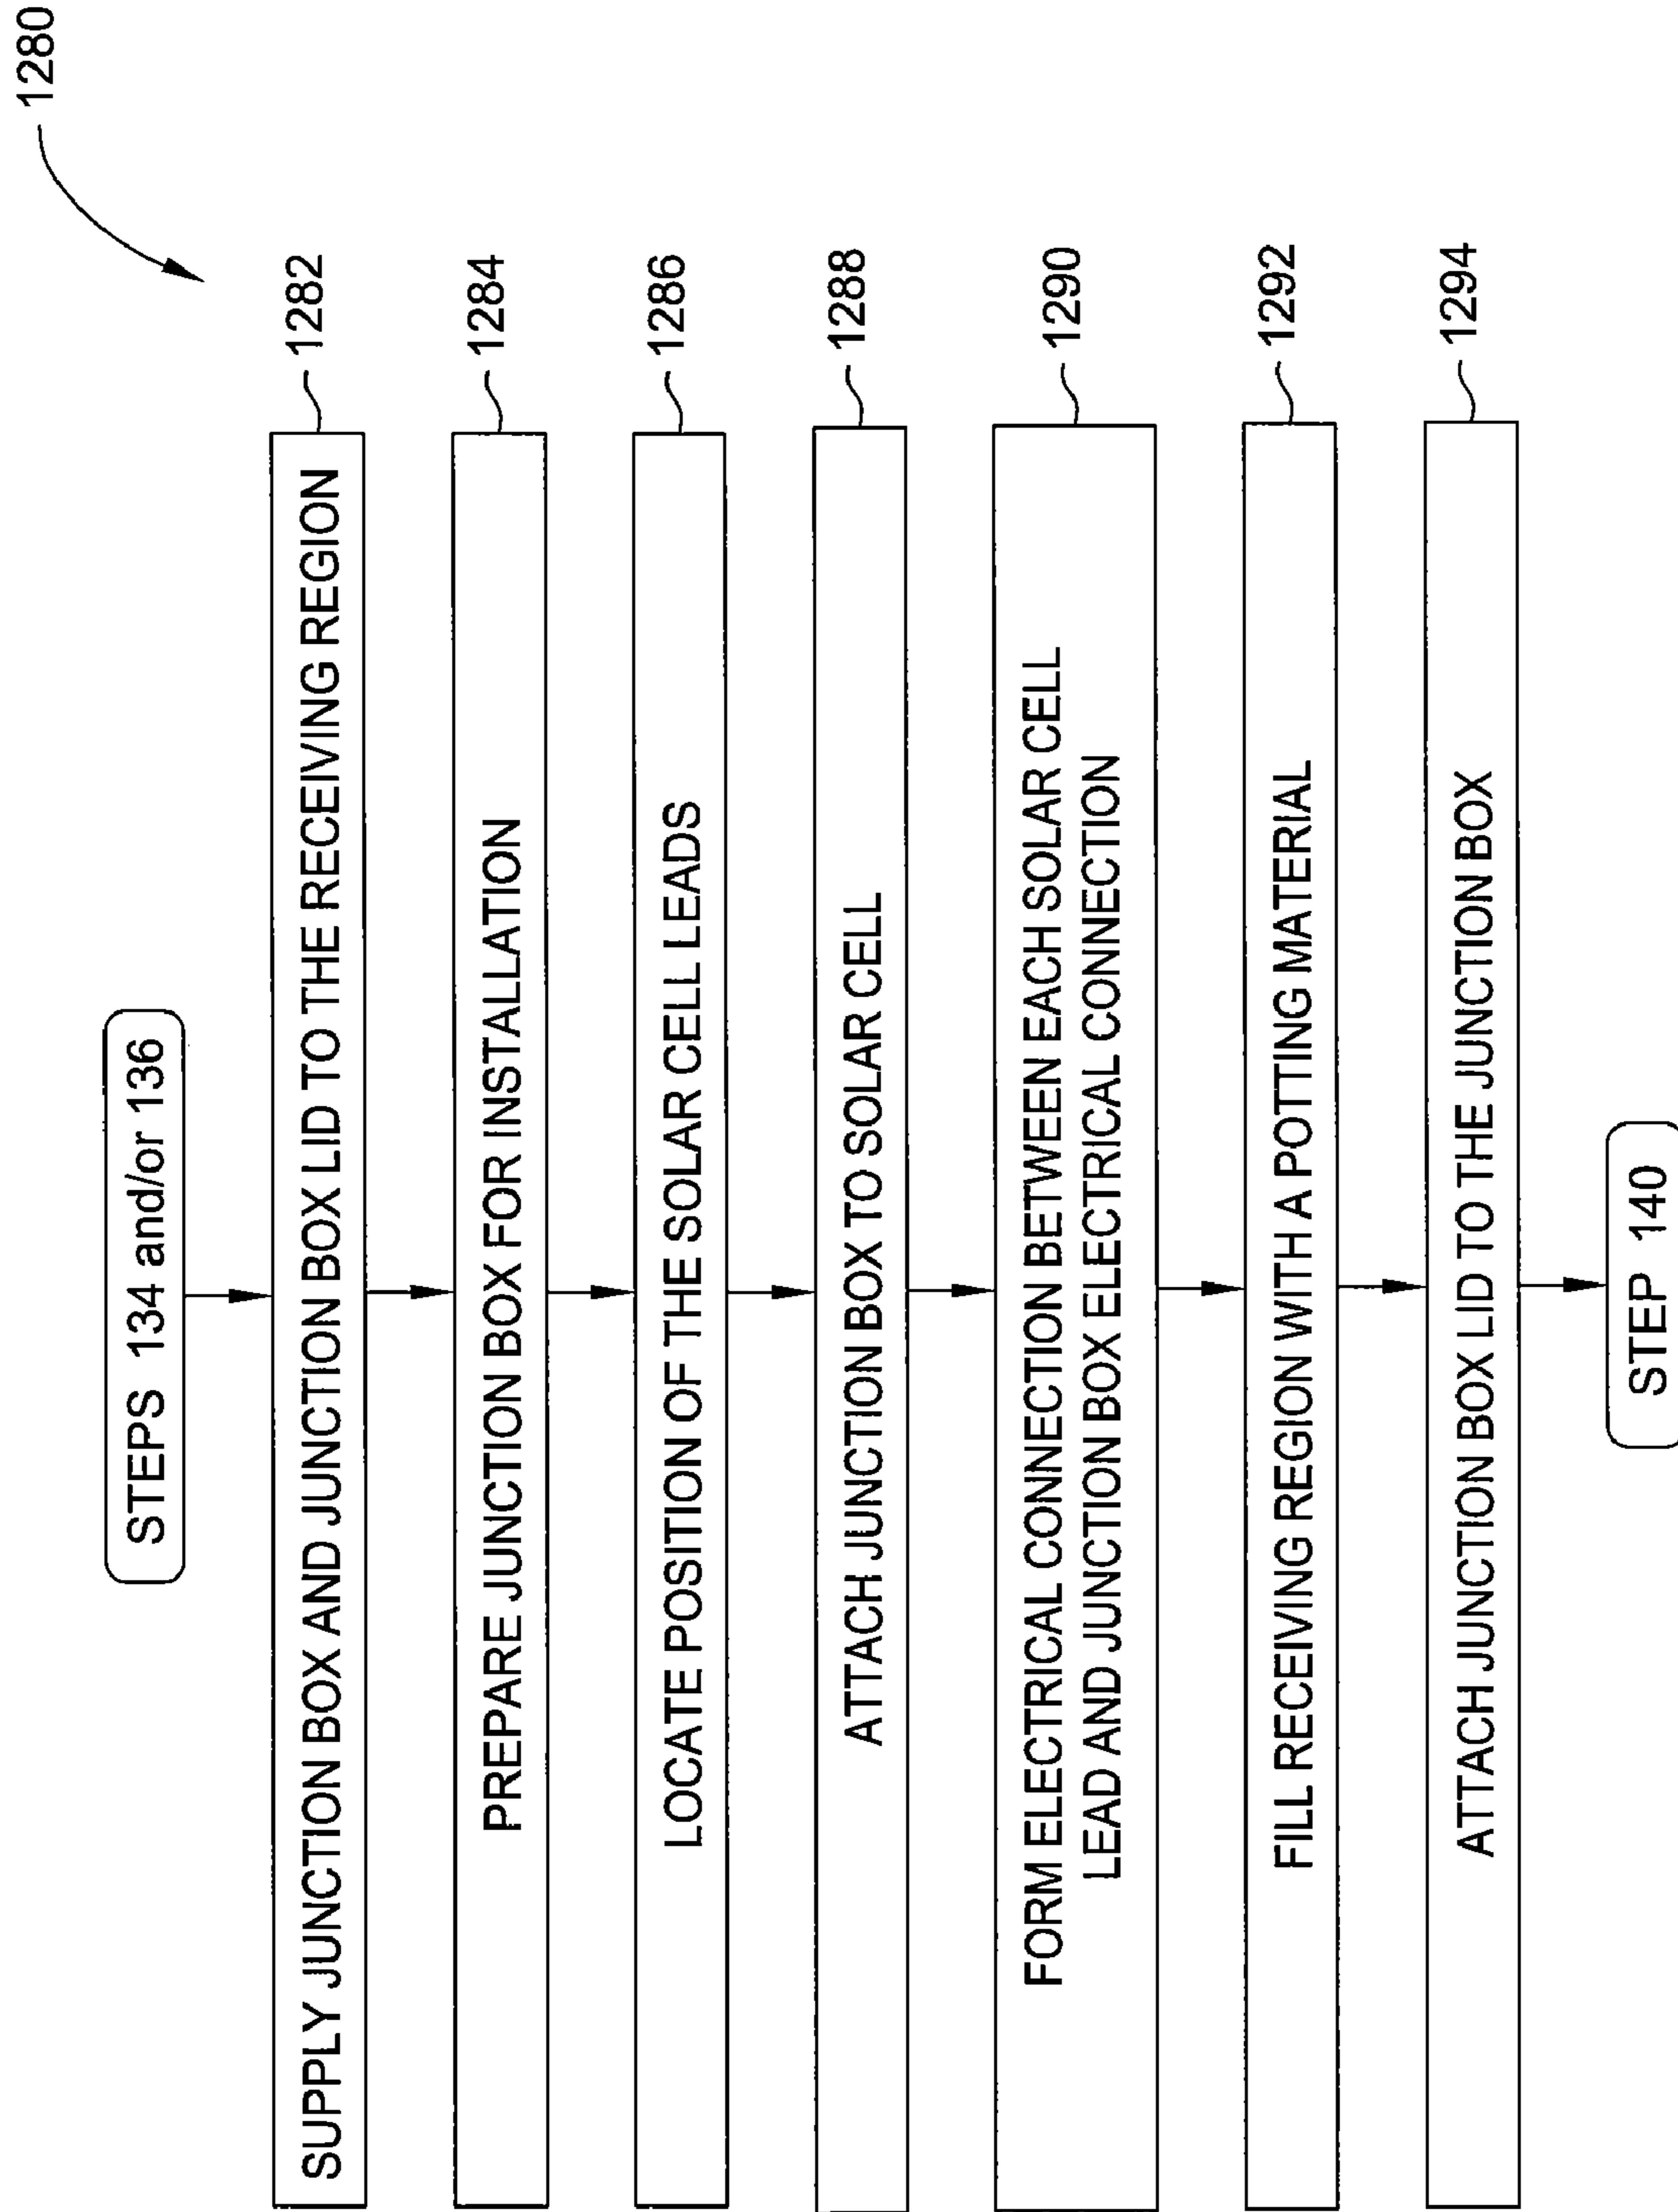 1280
STEPS 134 and/or 136
SUPPLY JUNCTION BOX AND JUNCTION BOX LID TO THE RECEIVING REGION
1282
PREPARE JUNCTION BOX FOR INSTALLATION
1284
LOCATE POSITION OF THE SOLAR CELL LEADS
1286
ATTACH JUNCTION BOX TO SOLAR CELL
1288
FORM ELECTRICAL CONNECTION BETWEEN EACH SOLAR CELL
LEAD AND JUNCTION BOX ELECTRICAL CONNECTION
1290
FILL RECEIVING REGION WITH A POTTING MATERIAL
1292
ATTACH JUNCTION BOX LID TO THE JUNCTION BOX
1294
STEP 140